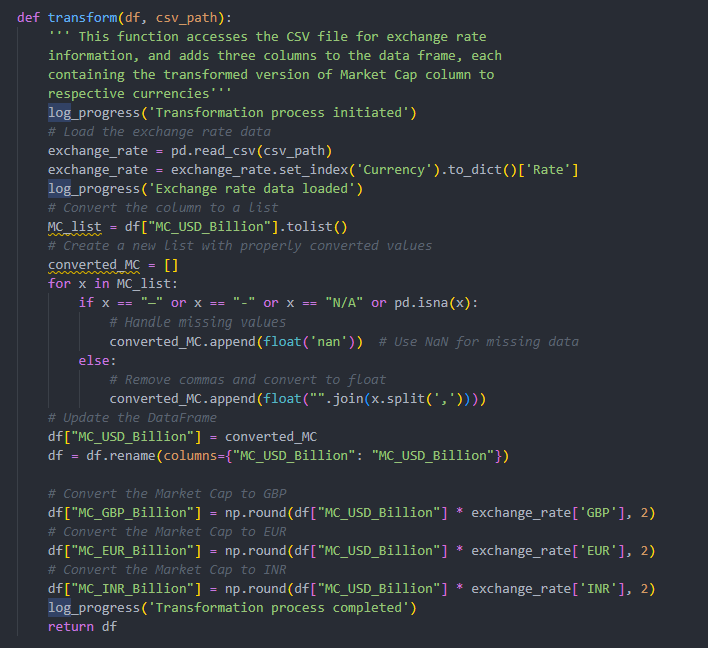 def transform(df, csv_path):
    ''' This function accesses the CSV file for exchange rate
    information, and adds three columns to the data frame, each
    containing the transformed version of Market Cap column to
    respective currencies'''
    log_progress('Transformation process initiated')
    # Load the exchange rate data
    exchange_rate = pd.read_csv(csv_path)
    exchange_rate = exchange_rate.set_index('Currency').to_dict()['Rate']
    log_progress('Exchange rate data loaded')
    # Convert the column to a list
    MC_list = df["MC_USD_Billion"].tolist()
    # Create a new list with properly converted values
    converted_MC = []
    for x in MC_list:
        if x == "—" or x == "-" or x == "N/A" or pd.isna(x):
            # Handle missing values
            converted_MC.append(float('nan'))  # Use NaN for missing data
        else:
            # Remove commas and convert to float
            converted_MC.append(float("".join(x.split(','))))
    # Update the DataFrame
    df["MC_USD_Billion"] = converted_MC
    df = df.rename(columns={"MC_USD_Billion": "MC_USD_Billion"})

    # Convert the Market Cap to GBP
    df["MC_GBP_Billion"] = np.round(df["MC_USD_Billion"] * exchange_rate['GBP'], 2)
    # Convert the Market Cap to EUR
    df["MC_EUR_Billion"] = np.round(df["MC_USD_Billion"] * exchange_rate['EUR'], 2)
    # Convert the Market Cap to INR
    df["MC_INR_Billion"] = np.round(df["MC_USD_Billion"] * exchange_rate['INR'], 2)
    log_progress('Transformation process completed')
    return df